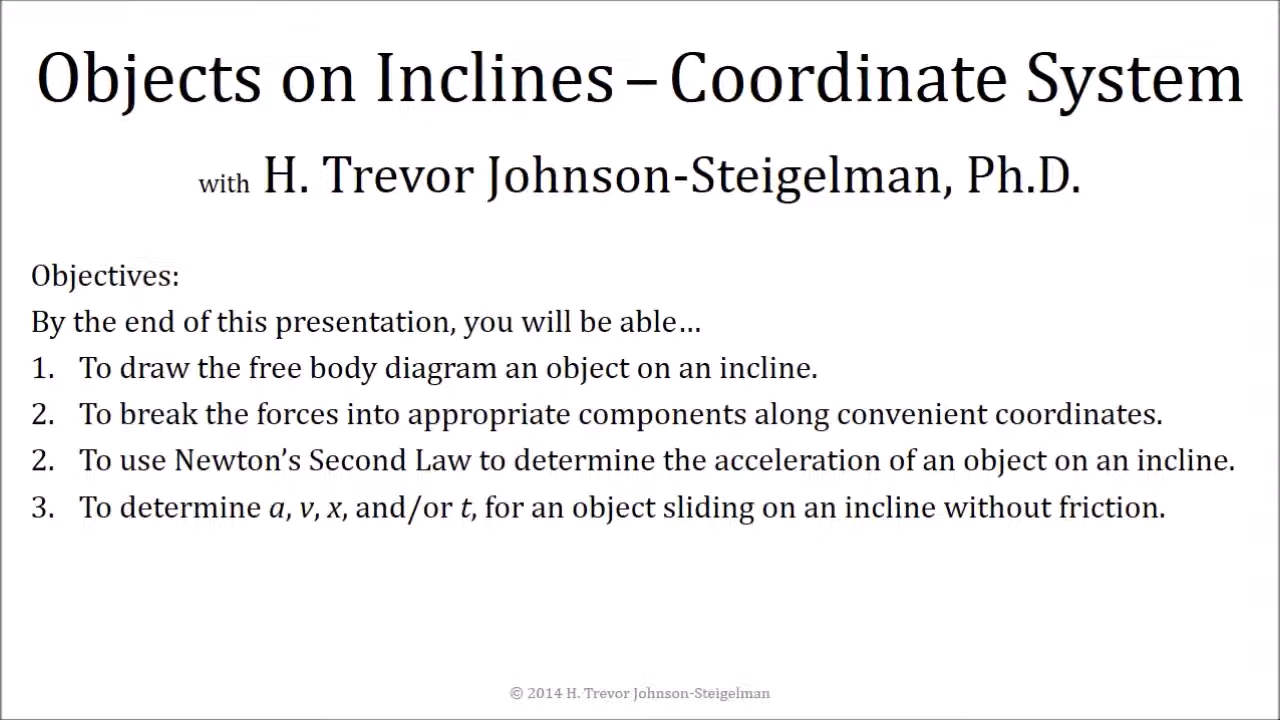 Objects on Inclines – Coordinate System
with H. Trevor Johnson-Steigelman, Ph.D.
Objectives:
By the end of this presentation, you will be able…
1. To draw the free body diagram an object on an incline.
2. To break the forces into appropriate components along convenient coordinates.
2. To use Newton’s Second Law to determine the acceleration of an object on an incline.
3. To determine a, v, x, and/or t, for an object sliding on an incline without friction.
© 2014 H. Trevor Johnson-Steigelman